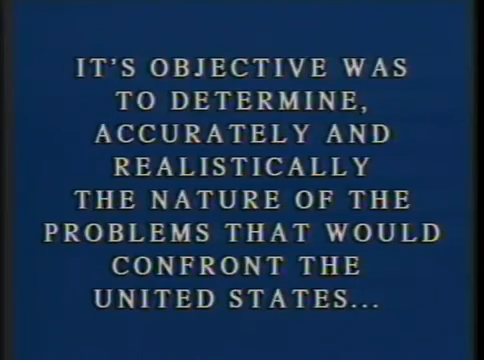 IT'S OBJECTIVE WAS
TO DETERMINE,
ACCURATELY AND
REALISTICALLY
THE NATURE OF THE
PROBLEMS THAT WOULD
CONFRONT THE
UNITED STATES...